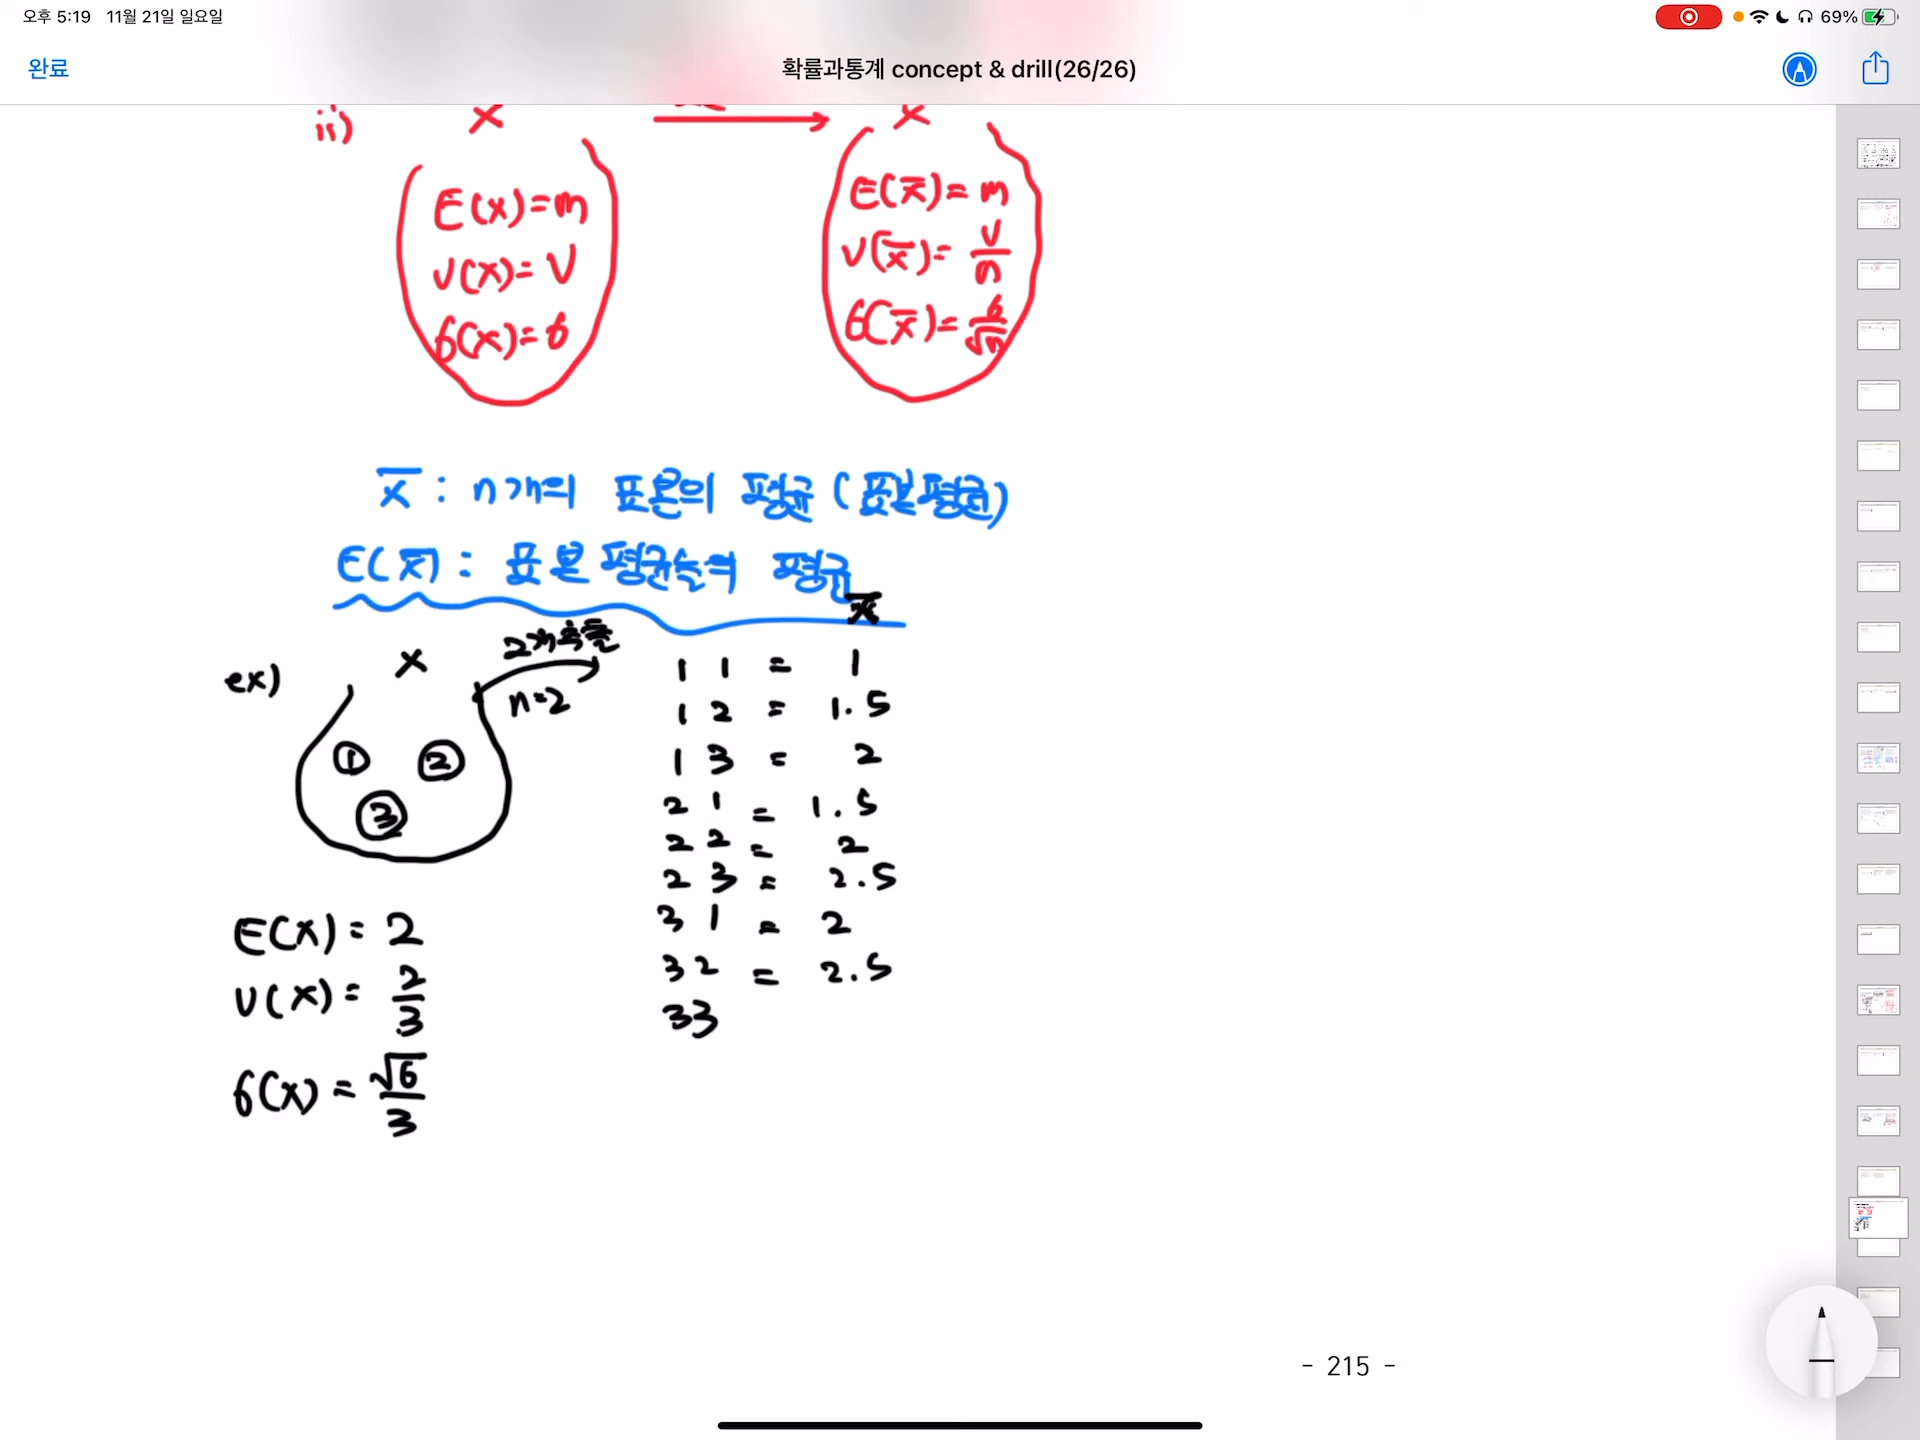 오후 5:19 11월 21일 일요일
69%
완료
확률과통계 concept & drill(26/26)
ii) X X
E(X)=m
V(X)=V
σ(X)=σ
E(X̄)=m
V(X̄)=V/n
σ(X̄)=σ/√n
X̄ : n개의 표본의 평균 (표본평균)
E(X̄) : 표본평균들의 평균
ex) X
2개 추출
n=2
① ②
③
E(X)=2
V(X)=2/3
σ(X)=√6/3
X̄
1 1 = 1
1 2 = 1.5
1 3 = 2
2 1 = 1.5
2 2 = 2
2 3 = 2.5
3 1 = 2
3 2 = 2.5
3 3
- 215 -